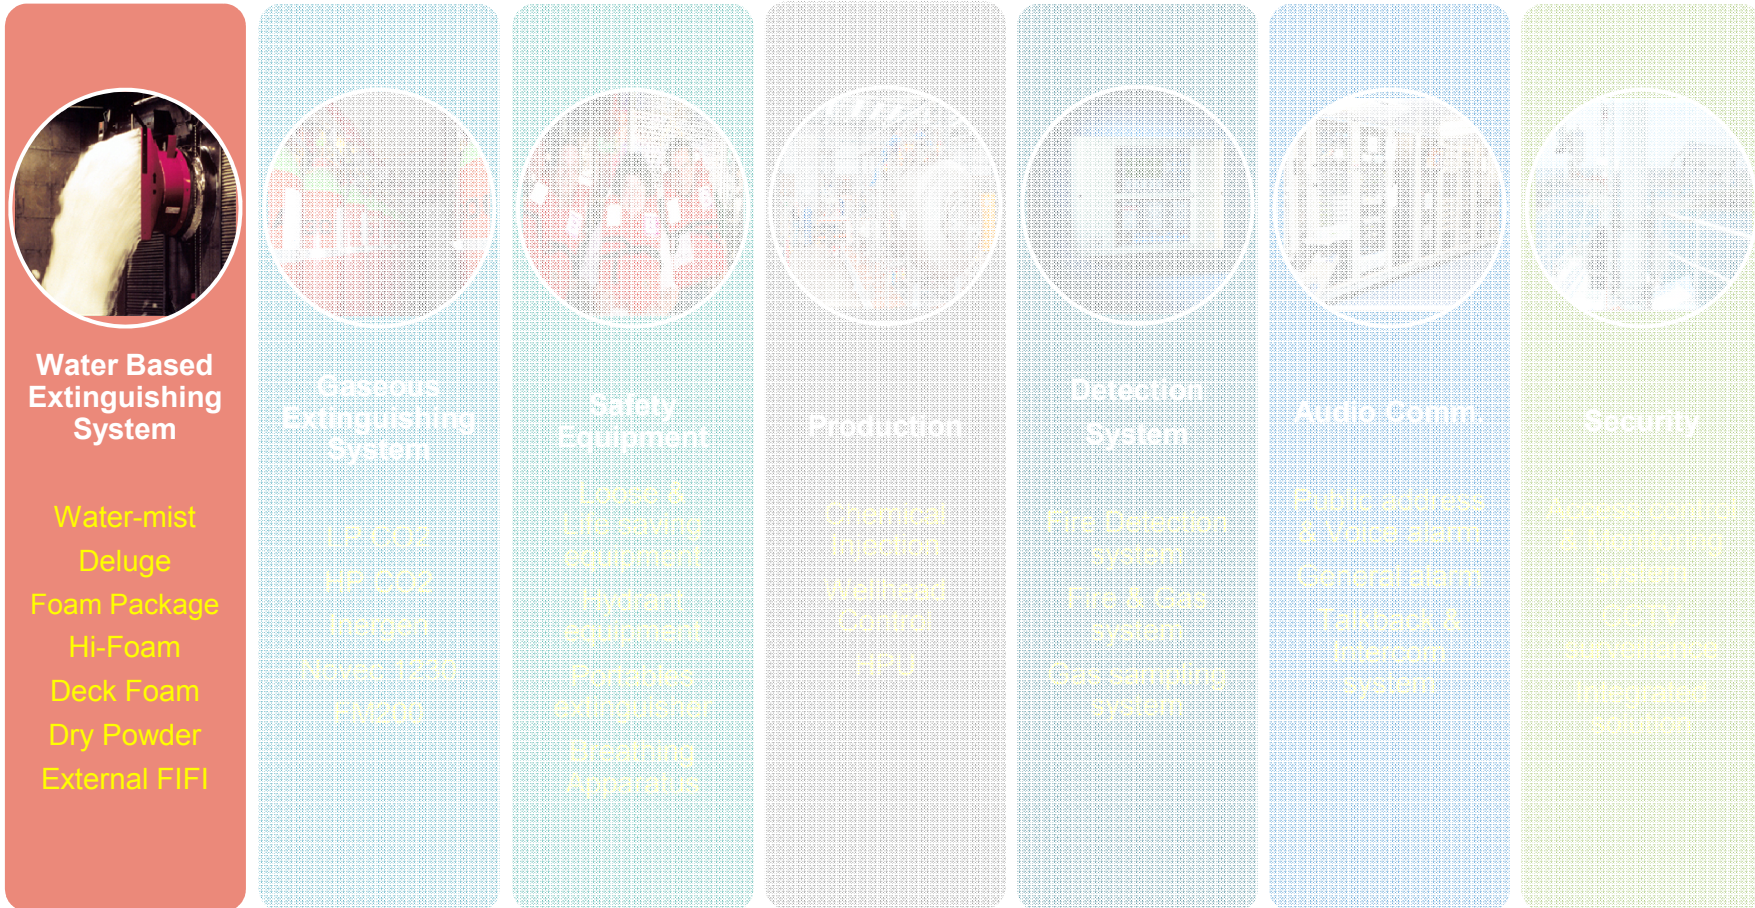 Water Based
Extinguishing
System
Water-mist
Deluge
Foam Package
Hi-Foam
Deck Foam
Dry Powder
External FIFI
Gaseous
Extinguishing
System
LP CO2
HP CO2
Inergen
Novec 1230
FM200
Safety
Equipment
Loose &
Life saving
equipment
Hydrant
equipment
Portables
extinguisher
Breathing
Apparatus
Production
Chemical
Injection
Wellhead
Control
HPU
Detection
System
Fire Detection
system
Fire & Gas
system
Gas sampling
system
Audio Comm.
Public address
& Voice alarm
General alarm
Talkback &
Intercom
system
Security
Access control
& Monitoring
system
CCTV
surveillance
Integrated
solution